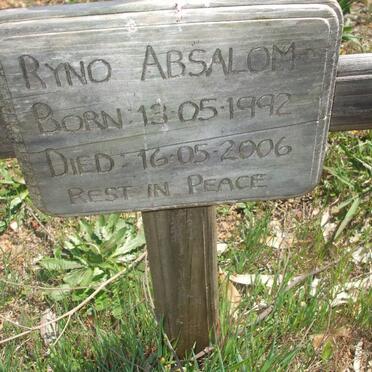 RYNO ABSALOM
BORN: 13-05-1992
DIED: 16-05-2006
REST IN PEACE